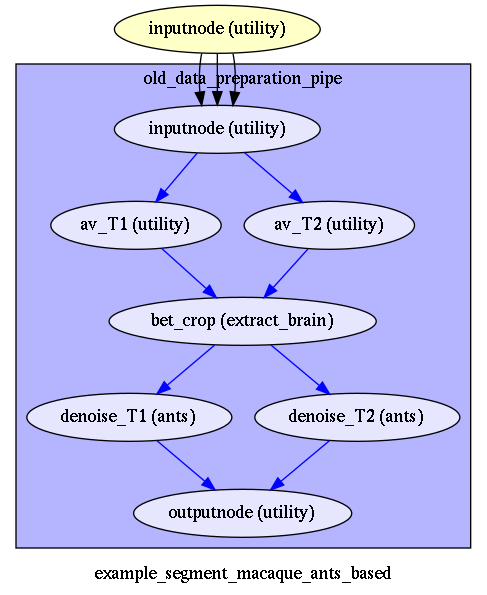 inputnode (utility)
old_data_preparation_pipe
inputnode (utility)
av_T1 (utility)
av_T2 (utility)
bet_crop (extract_brain)
denoise_T1 (ants)
denoise_T2 (ants)
outputnode (utility)
example_segment_macaque_ants_based